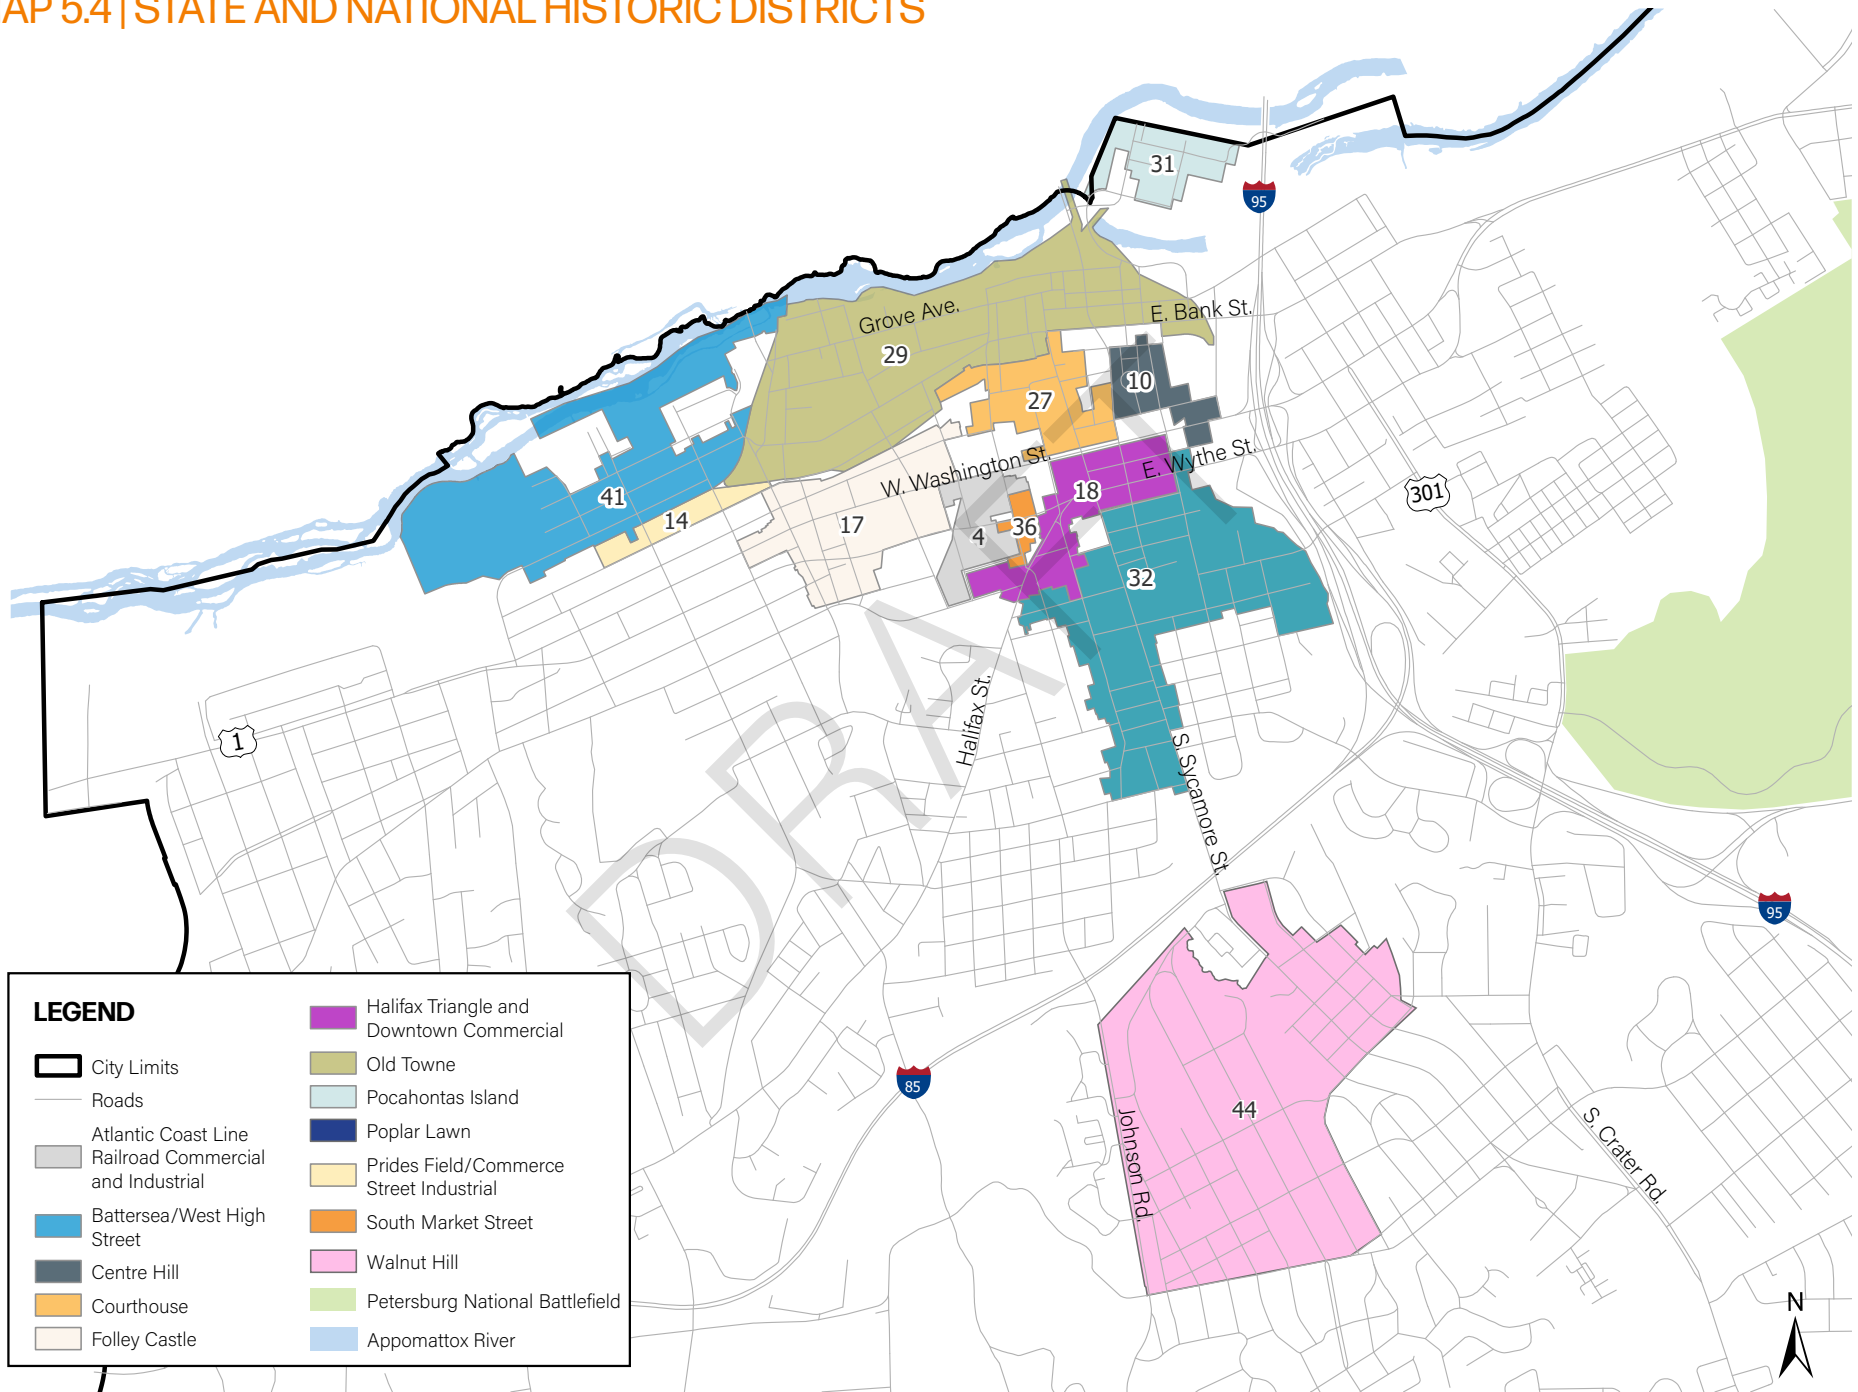 AP 5.4 | STATE AND NATIONAL HISTORIC DISTRICTS
31
95
Grove Ave.
E. Bank St.
29
10
27
W. Washington St.
E. Wythe St.
18
301
41
14
17
36
4
32
Halifax St.
1
S. Sycamore St.
DRAFT
95
85
44
Johnson Rd.
S. Crater Rd.
N
LEGEND
City Limits
Roads
Atlantic Coast Line
Railroad Commercial
and Industrial
Battersea/West High
Street
Centre Hill
Courthouse
Folley Castle
Halifax Triangle and
Downtown Commercial
Old Towne
Pocahontas Island
Poplar Lawn
Prides Field/Commerce
Street Industrial
South Market Street
Walnut Hill
Petersburg National Battlefield
Appomattox River